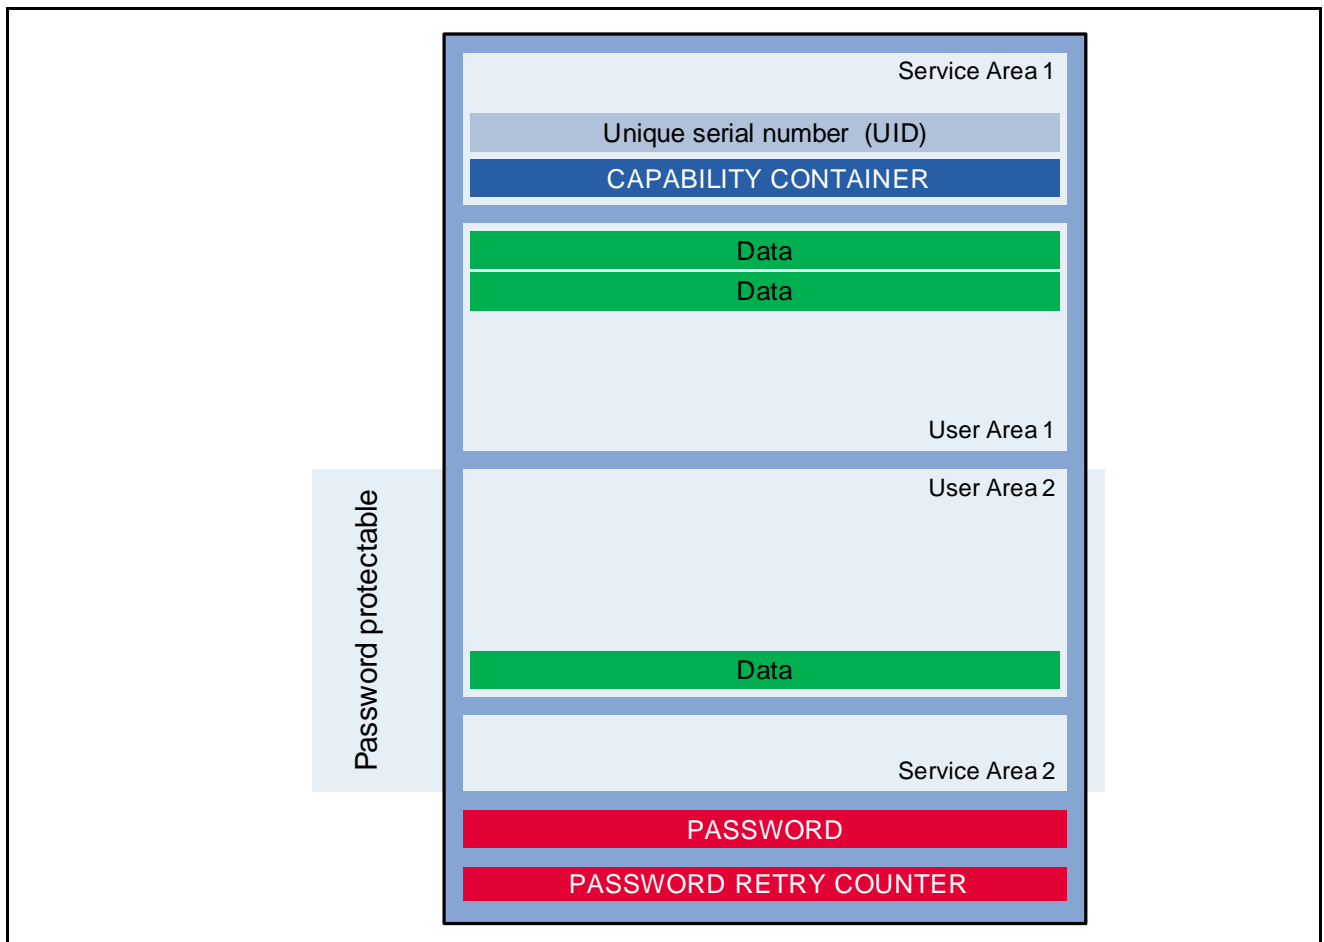 Service Area 1
Unique serial number (UID)
CAPABILITY CONTAINER
Data
Data
User Area 1
User Area 2
Password protectable
Data
Service Area 2
PASSWORD
PASSWORD RETRY COUNTER